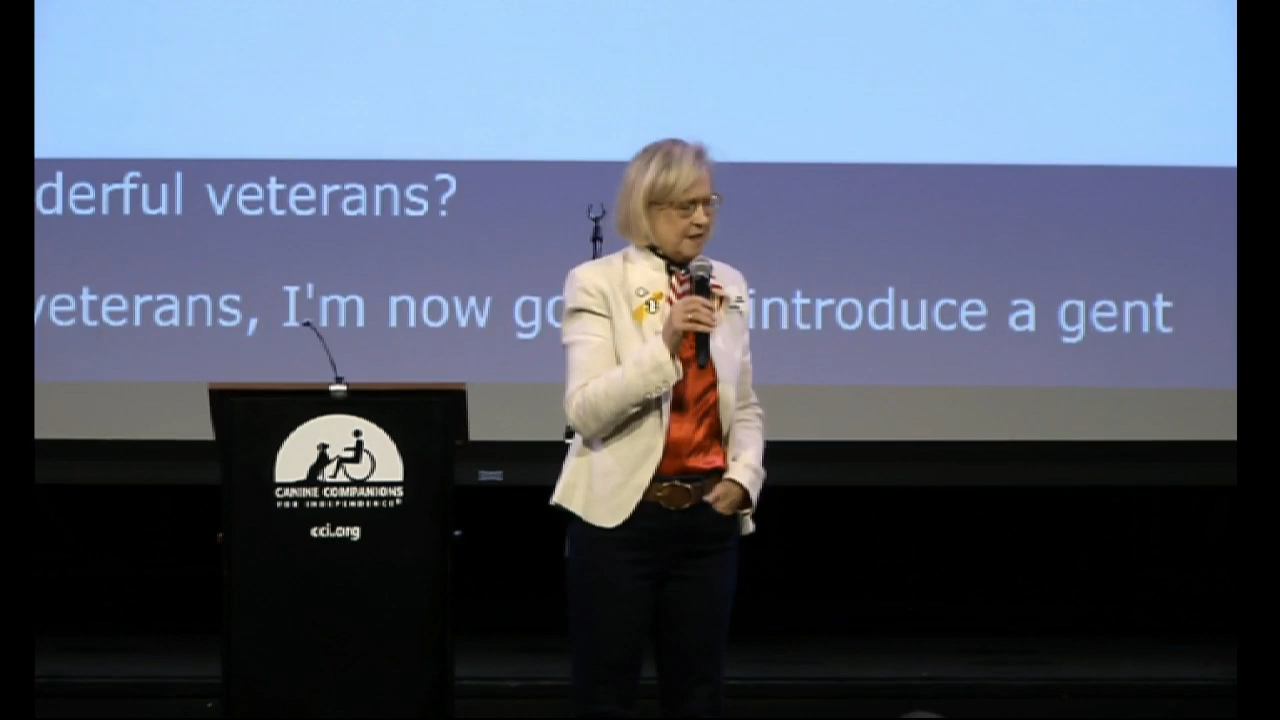 derful veterans?
veterans, I'm now go introduce a gent
CANINE COMPANIONS
FOR INDEPENDENCE®
cci.org